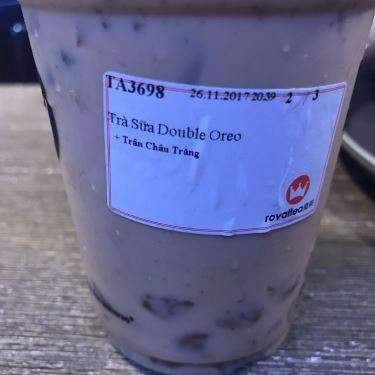 TA3698 26.11.2017 20:39 2 / 3
Trà Sữa Double Oreo
+ Trân Châu Trắng
royaltea